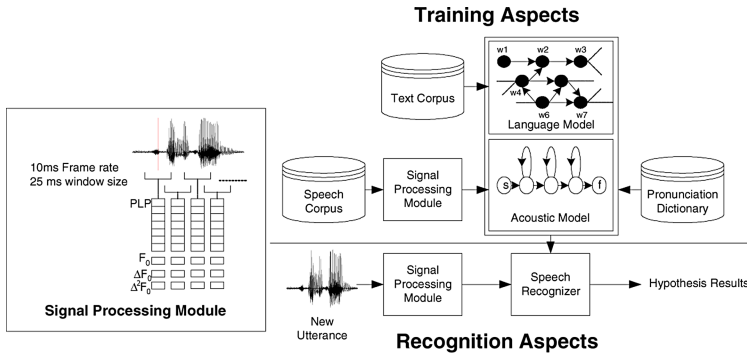 Training Aspects
w1
w2
w3
w4
w6
w7
Language Model
Text Corpus
10ms Frame rate
25 ms window size
PLP
F₀
ΔF₀
Δ²F₀
Signal Processing Module
Speech
Corpus
Signal
Processing
Module
s
f
Acoustic Model
Pronunciation
Dictionary
New
Utterance
Signal
Processing
Module
Speech
Recognizer
Hypothesis Results
Recognition Aspects